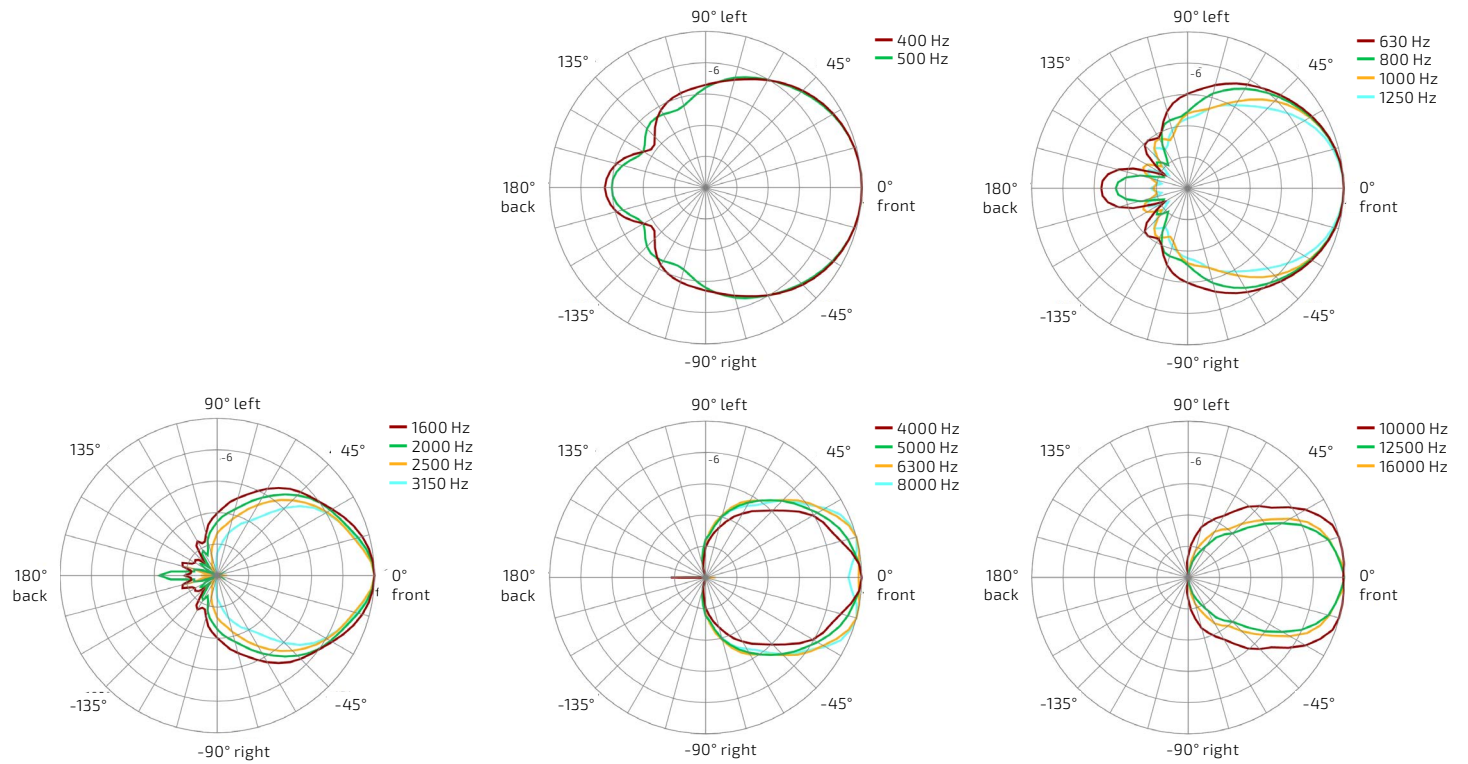 90° left
400 Hz
500 Hz
135°
45°
-6
180°
back
0°
front
-135°
-45°
-90° right
90° left
630 Hz
800 Hz
1000 Hz
1250 Hz
135°
45°
-6
180°
back
0°
front
-135°
-45°
-90° right
90° left
1600 Hz
2000 Hz
2500 Hz
3150 Hz
135°
45°
-6
180°
back
0°
front
-135°
-45°
-90° right
90° left
4000 Hz
5000 Hz
6300 Hz
8000 Hz
135°
45°
-6
180°
back
0°
front
-135°
-45°
-90° right
90° left
10000 Hz
12500 Hz
16000 Hz
135°
45°
-6
180°
back
0°
front
-135°
-45°
-90° right